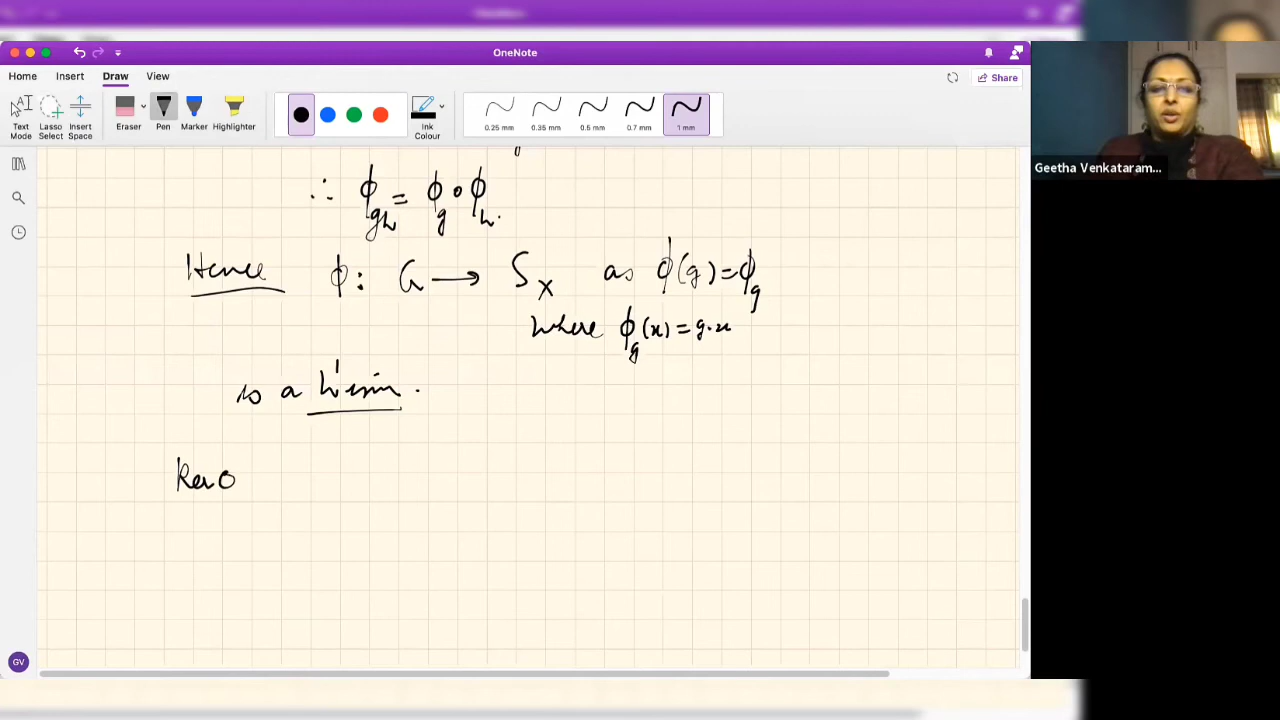 OneNote
Home Insert Draw View
Share
Text Mode
Lasso Select
Insert Space
Eraser
Pen
Marker
Highlighter
Ink Colour
0.25 mm
0.35 mm
0.5 mm
0.7 mm
1 mm
Geetha Venkataram...
∴ ϕ_gh = ϕ_g ∘ ϕ_h.
Hence ϕ: G → S_X as ϕ(g) = ϕ_g
Where ϕ_g(x) = g·x
is a h'ism.
Ker
GV